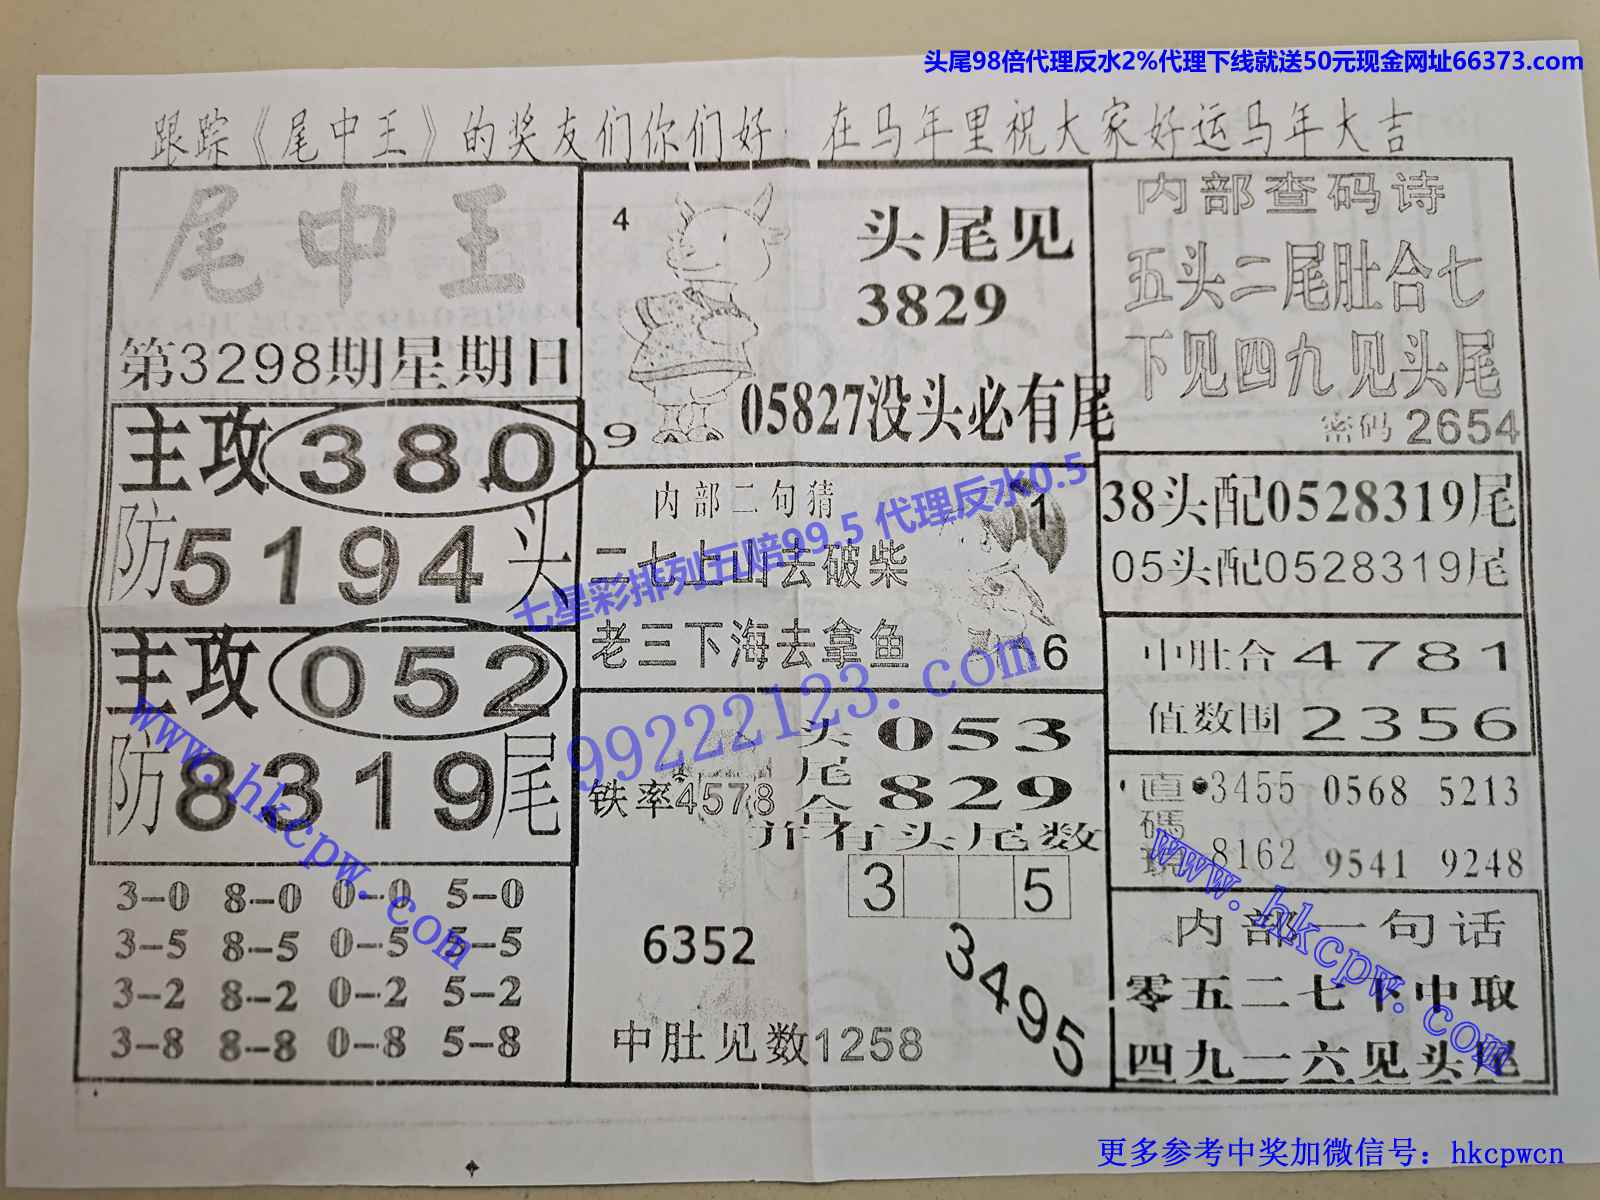 头尾98倍代理反水2%代理下线就送50元现金网址66373.com
跟踪《尾中王》的奖友们你们好 在马年里祝大家好运马年大吉
尾中王
第3298期星期日
主攻380
防5194头
主攻052
防8319尾
3-0 8-0 0-0 5-0
3-5 8-5 0-5 5-5
3-2 8-2 0-2 5-2
3-8 8-8 0-8 5-8
4
头尾见
3829
05827没头必有尾
9
内部二句猜
1
二七上山去破柴
老三下海去拿鱼
16
头尾合
053
829
铁率4578
并有头尾数
3 5
6352
3495
中肚见数1258
内部查码诗
五头二尾肚合七
下见四九见头尾
密码2654
38头配0528319尾
05头配0528319尾
中肚合4781
值数围2356
直碼現
3455 0568 5213
8162 9541 9248
内部一句话
零五二七下中取
四九一六见头尾
七星彩排列五赔99.5 代理反水0.5
99222123.com
www.hkcpw.com
www.hkcpw.com
更多参考中奖加微信号：hkcpwcn